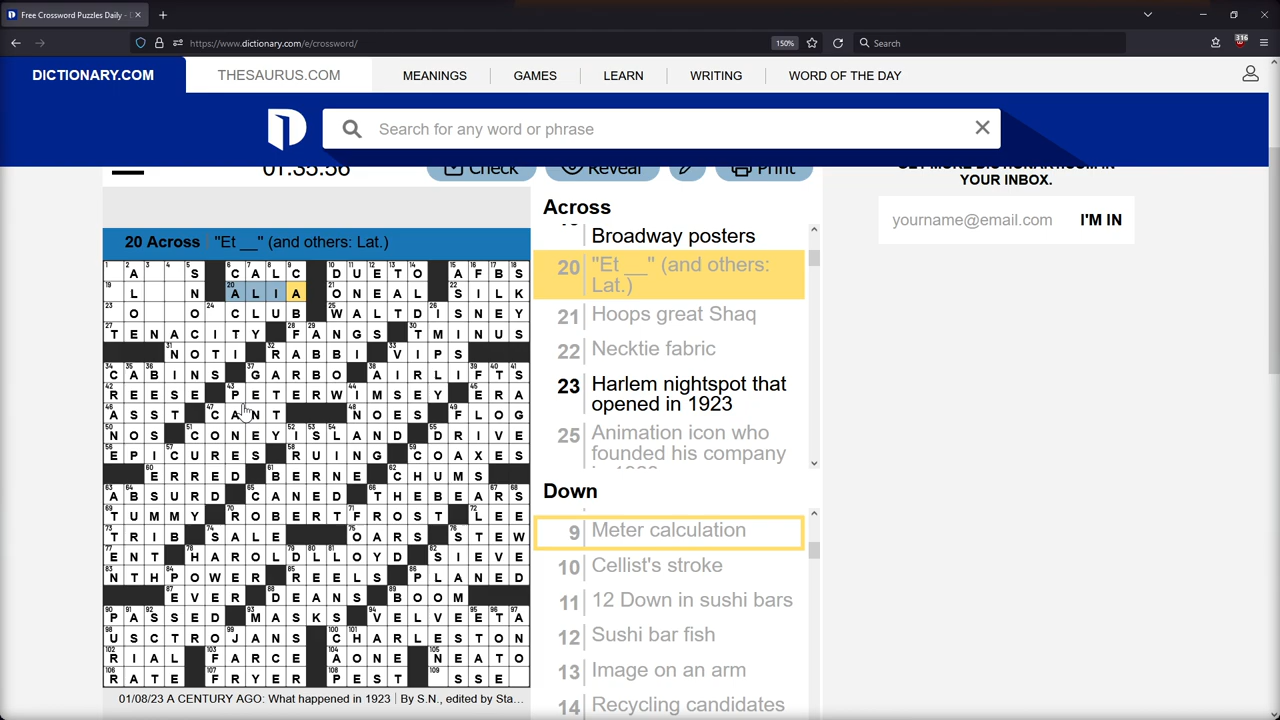 Free Crossword Puzzles Daily -
https://www.dictionary.com/e/crossword/
150%
Search
316
DICTIONARY.COM
THESAURUS.COM
MEANINGS
GAMES
LEARN
WRITING
WORD OF THE DAY
Search for any word or phrase
01:35:56
Check
Reveal
Print
YOUR INBOX.
yourname@email.com
I'M IN
20 Across "Et __" (and others: Lat.)
A S C A L C D U E T O A F B S
L N A L I A O N E A L S I L K
O O C L U B W A L T D I S N E Y
T E N A C I T Y F A N G S T M I N U S
N O T I R A B B I V I P S
C A B I N S G A R B O A I R L I F T S
R E E S E P E T E R W I M S E Y E R A
A S S T C A N T N O E S F L O G
N O S C O N E Y I S L A N D D R I V E
E P I C U R E S R U I N G C O A X E S
E R R E D B E R N E C H U M S
A B S U R D C A N E D T H E B E A R S
T U M M Y R O B E R T F R O S T L E E
T R I B S A L E O A R S S T E W
E N T H A R O L D L L O Y D S I E V E
N T H P O W E R R E E L S P L A N E D
E V E R D E A N S B O O M
P A S S E D M A S K S V E L V E E T A
U S C T R O J A N S C H A R L E S T O N
R I A L F A R C E A O N E N E A T O
R A T E F R Y E R P E S T S S E
01/08/23 A CENTURY AGO: What happened in 1923 | By S.N., edited by Sta...
Across
Broadway posters
20 "Et __" (and others:
Lat.)
21 Hoops great Shaq
22 Necktie fabric
23 Harlem nightspot that
opened in 1923
25 Animation icon who
founded his company
Down
9 Meter calculation
10 Cellist's stroke
11 12 Down in sushi bars
12 Sushi bar fish
13 Image on an arm
14 Recycling candidates